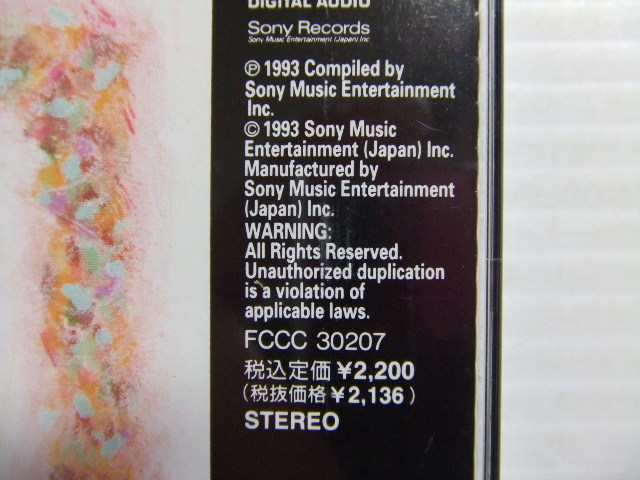 DIGITAL AUDIO
Sony Records
Sony Music Entertainment (Japan) Inc.
℗ 1993 Compiled by
Sony Music Entertainment
Inc.
© 1993 Sony Music
Entertainment (Japan) Inc.
Manufactured by
Sony Music Entertainment
(Japan) Inc.
WARNING:
All Rights Reserved.
Unauthorized duplication
is a violation of
applicable laws.
FCCC 30207
税込定価 ¥2,200
(税抜価格 ¥2,136)
STEREO